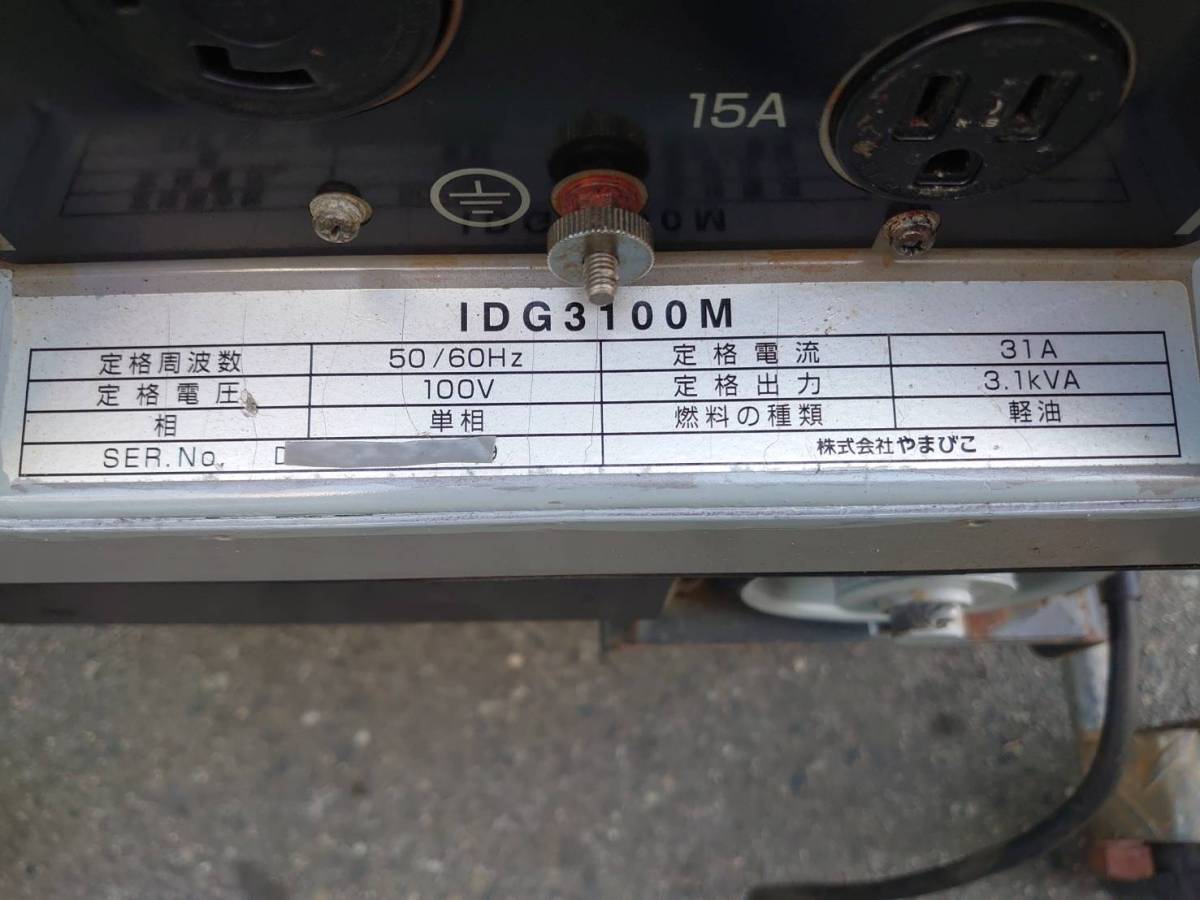 15A
IDG3100M
定格周波数 50/60Hz 定格電流 31A
定格電圧 100V 定格出力 3.1kVA
相 単相 燃料の種類 軽油
SER.No. 株式会社やまびこ